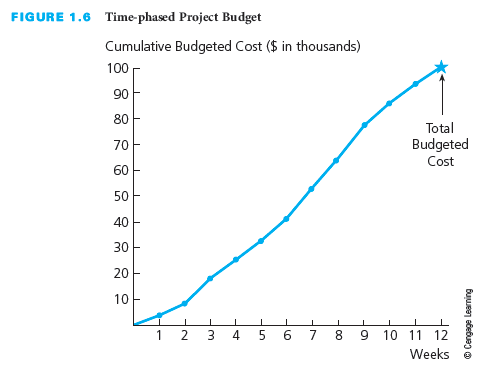 FIGURE 1.6 Time-phased Project Budget
Cumulative Budgeted Cost ($ in thousands)
100
90
80
70
60
50
40
30
20
10
Total
Budgeted
Cost
1 2 3 4 5 6 7 8 9 10 11 12
Weeks
© Cengage Learning